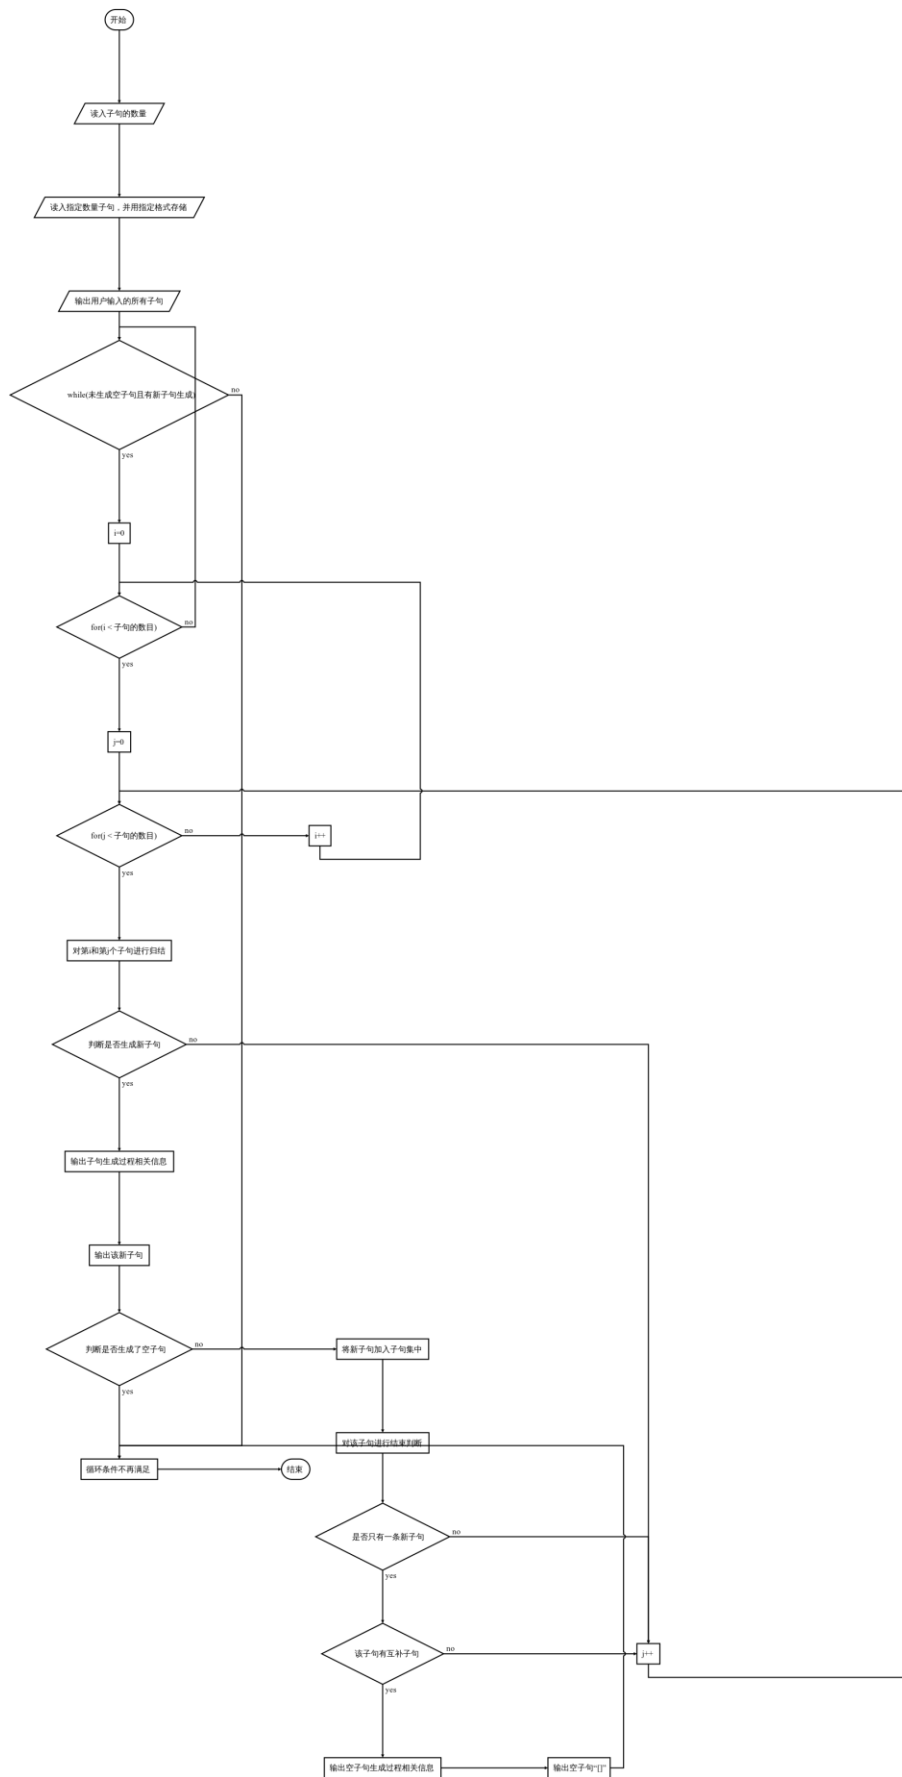 开始
读入子句的数量
读入指定数量子句，并用指定格式存储
输出用户输入的所有子句
while(未生成空子句且有新子句生成)
no
yes
i=0
for(i < 子句的数目)
no
yes
j=0
for(j < 子句的数目)
no
i++
yes
对第i和第j个子句进行归结
判断是否生成新子句
no
yes
输出子句生成过程相关信息
输出该新子句
判断是否生成了空子句
no
将新子句加入子句集中
yes
对该子句进行结束判断
循环条件不再满足
结束
是否只有一条新子句
no
yes
该子句有互补子句
no
j++
yes
输出空子句生成过程相关信息
输出空子句“[]”